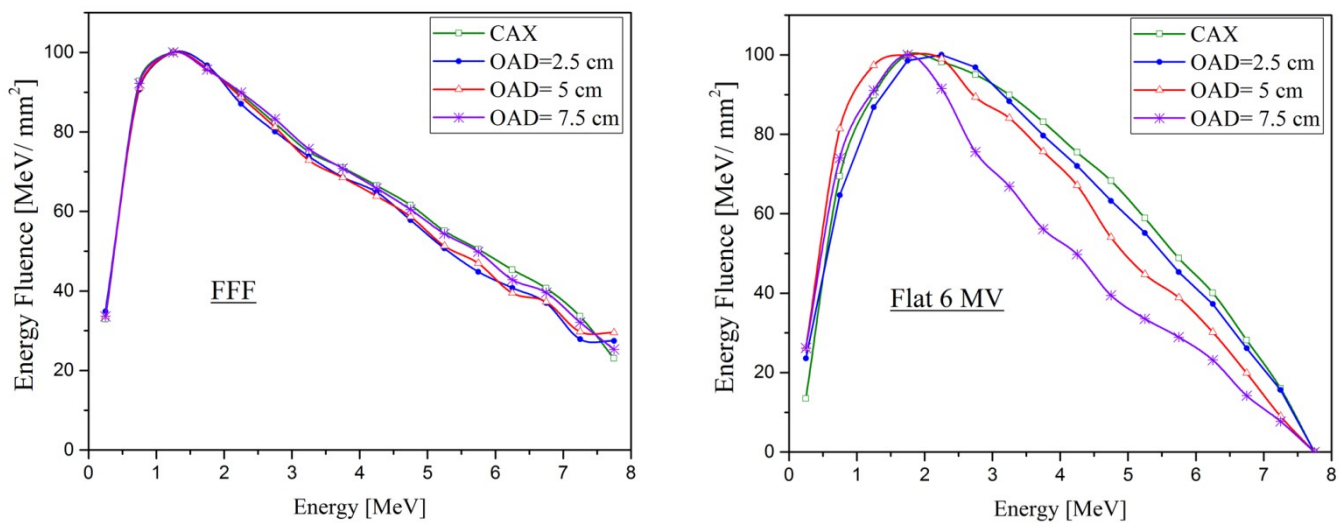 Energy Fluence [MeV/ mm²]
100
80
60
40
20
0
CAX
OAD=2.5 cm
OAD= 5 cm
OAD= 7.5 cm
FFF
0 1 2 3 4 5 6 7 8
Energy [MeV]
Energy Fluence [MeV/ mm²]
100
80
60
40
20
0
CAX
OAD=2.5 cm
OAD= 5 cm
OAD= 7.5 cm
Flat 6 MV
0 1 2 3 4 5 6 7 8
Energy [MeV]